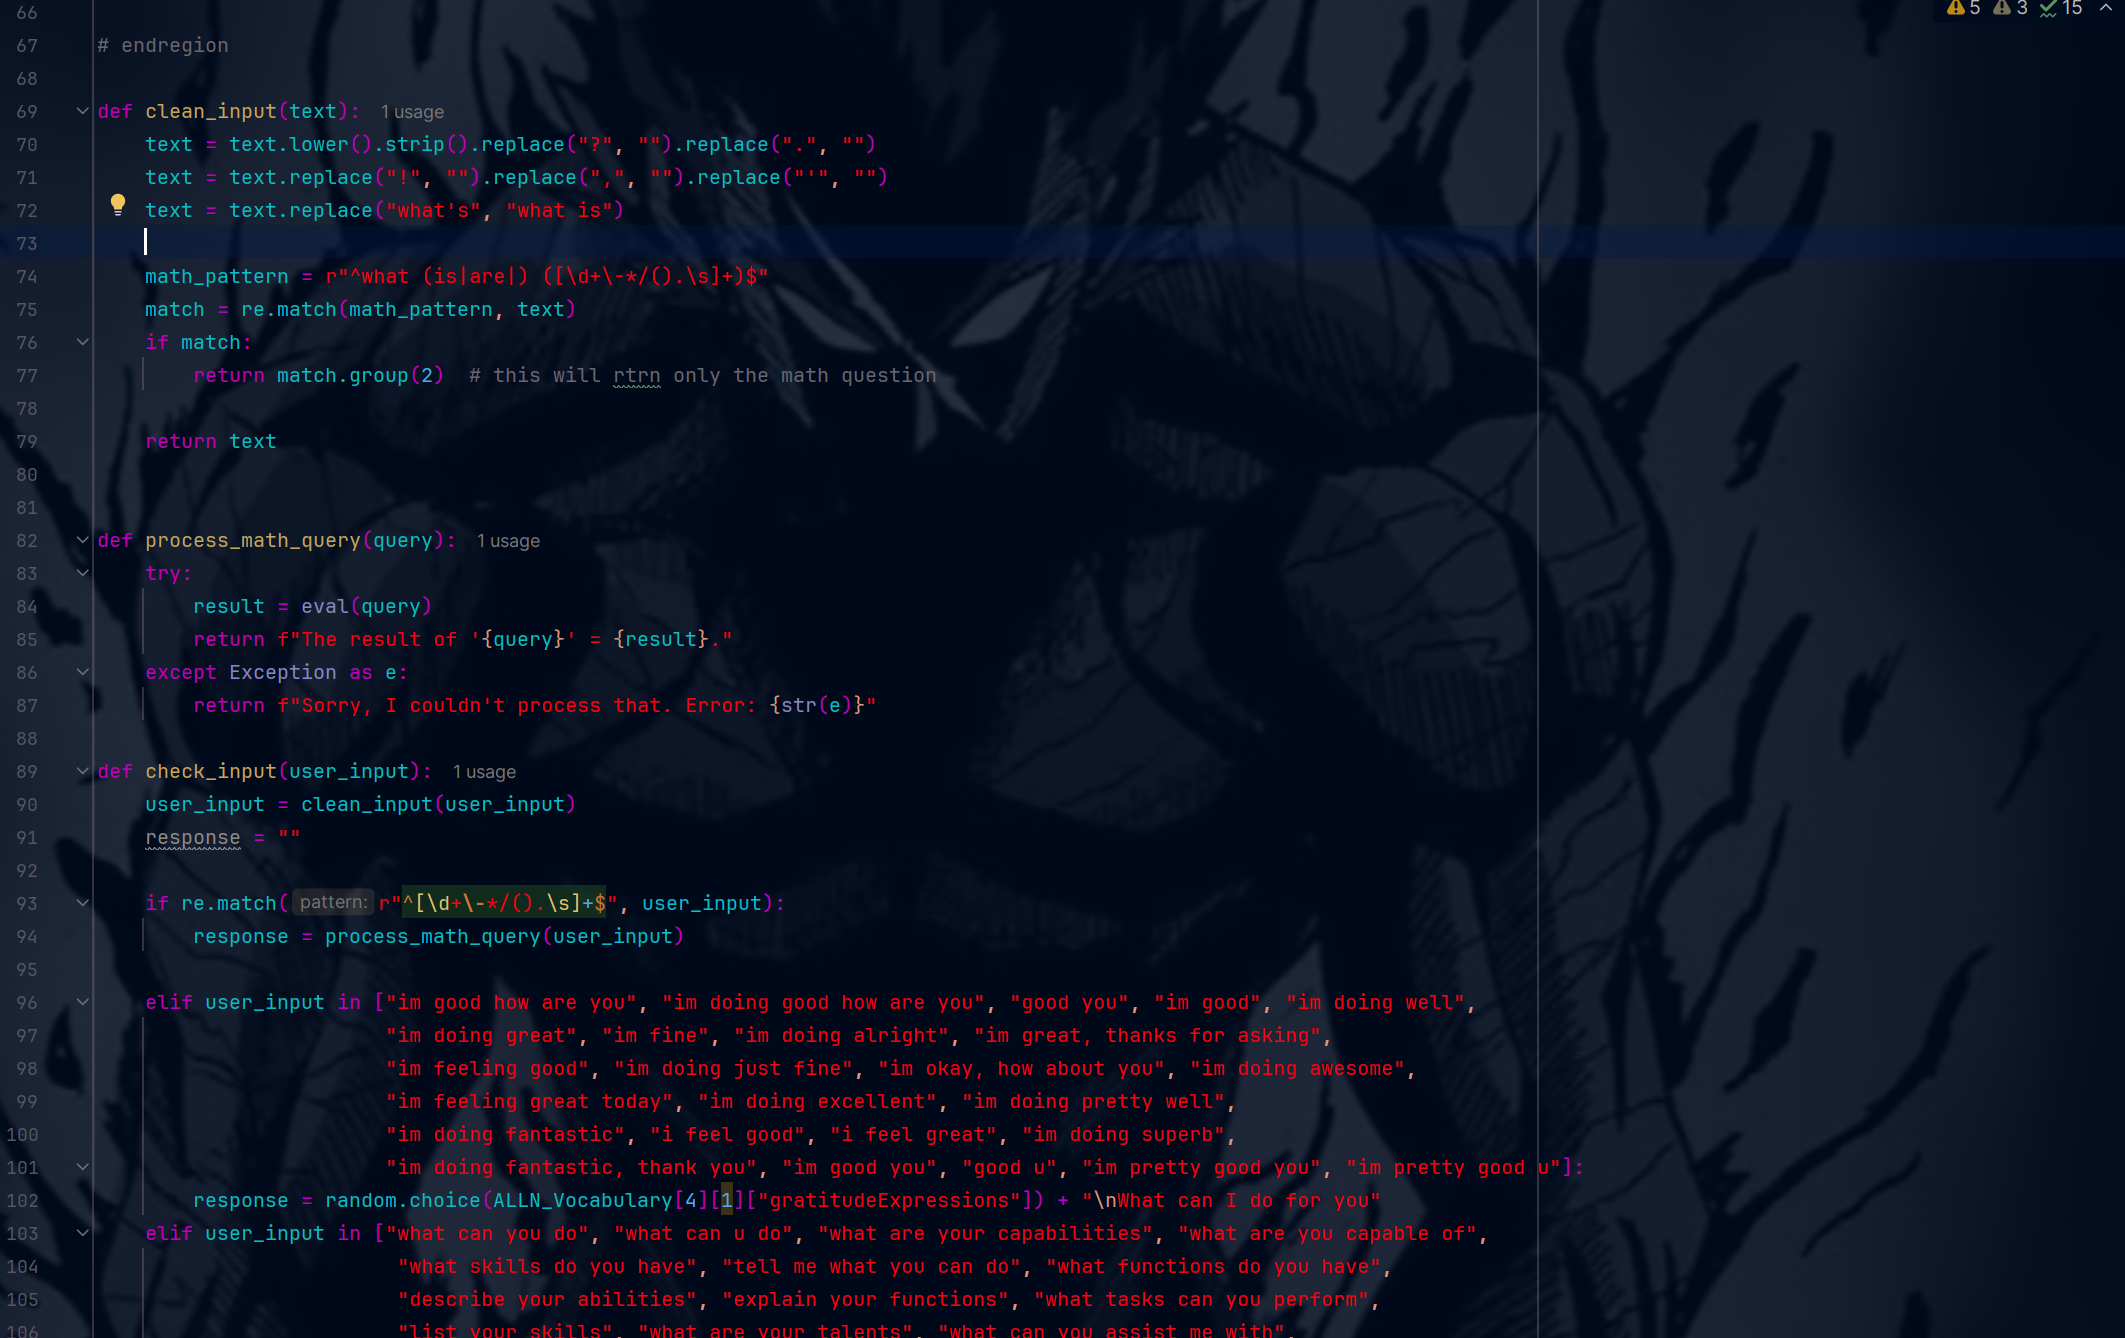 5 3 15
66
67 # endregion
68
69 def clean_input(text): 1 usage
70 text = text.lower().strip().replace("?", "").replace(".", "")
71 text = text.replace("!", "").replace(",", "").replace("'", "")
72 text = text.replace("what's", "what is")
73
74 math_pattern = r"^what (is|are|) ([\d+\-*/().\s]+)$"
75 match = re.match(math_pattern, text)
76 if match:
77 return match.group(2) # this will rtrn only the math question
78
79 return text
80
81
82 def process_math_query(query): 1 usage
83 try:
84 result = eval(query)
85 return f"The result of '{query}' = {result}."
86 except Exception as e:
87 return f"Sorry, I couldn't process that. Error: {str(e)}"
88
89 def check_input(user_input): 1 usage
90 user_input = clean_input(user_input)
91 response = ""
92
93 if re.match( pattern: r"^[\d+\-*/().\s]+$", user_input):
94 response = process_math_query(user_input)
95
96 elif user_input in ["im good how are you", "im doing good how are you", "good you", "im good", "im doing well",
97 "im doing great", "im fine", "im doing alright", "im great, thanks for asking",
98 "im feeling good", "im doing just fine", "im okay, how about you", "im doing awesome",
99 "im feeling great today", "im doing excellent", "im doing pretty well",
100 "im doing fantastic", "i feel good", "i feel great", "im doing superb",
101 "im doing fantastic, thank you", "im good you", "good u", "im pretty good you", "im pretty good u"]:
102 response = random.choice(ALLN_Vocabulary[4][1]["gratitudeExpressions"]) + "\nWhat can I do for you"
103 elif user_input in ["what can you do", "what can u do", "what are your capabilities", "what are you capable of",
104 "what skills do you have", "tell me what you can do", "what functions do you have",
105 "describe your abilities", "explain your functions", "what tasks can you perform",
106 "list your skills", "what are your talents", "what can you assist me with",